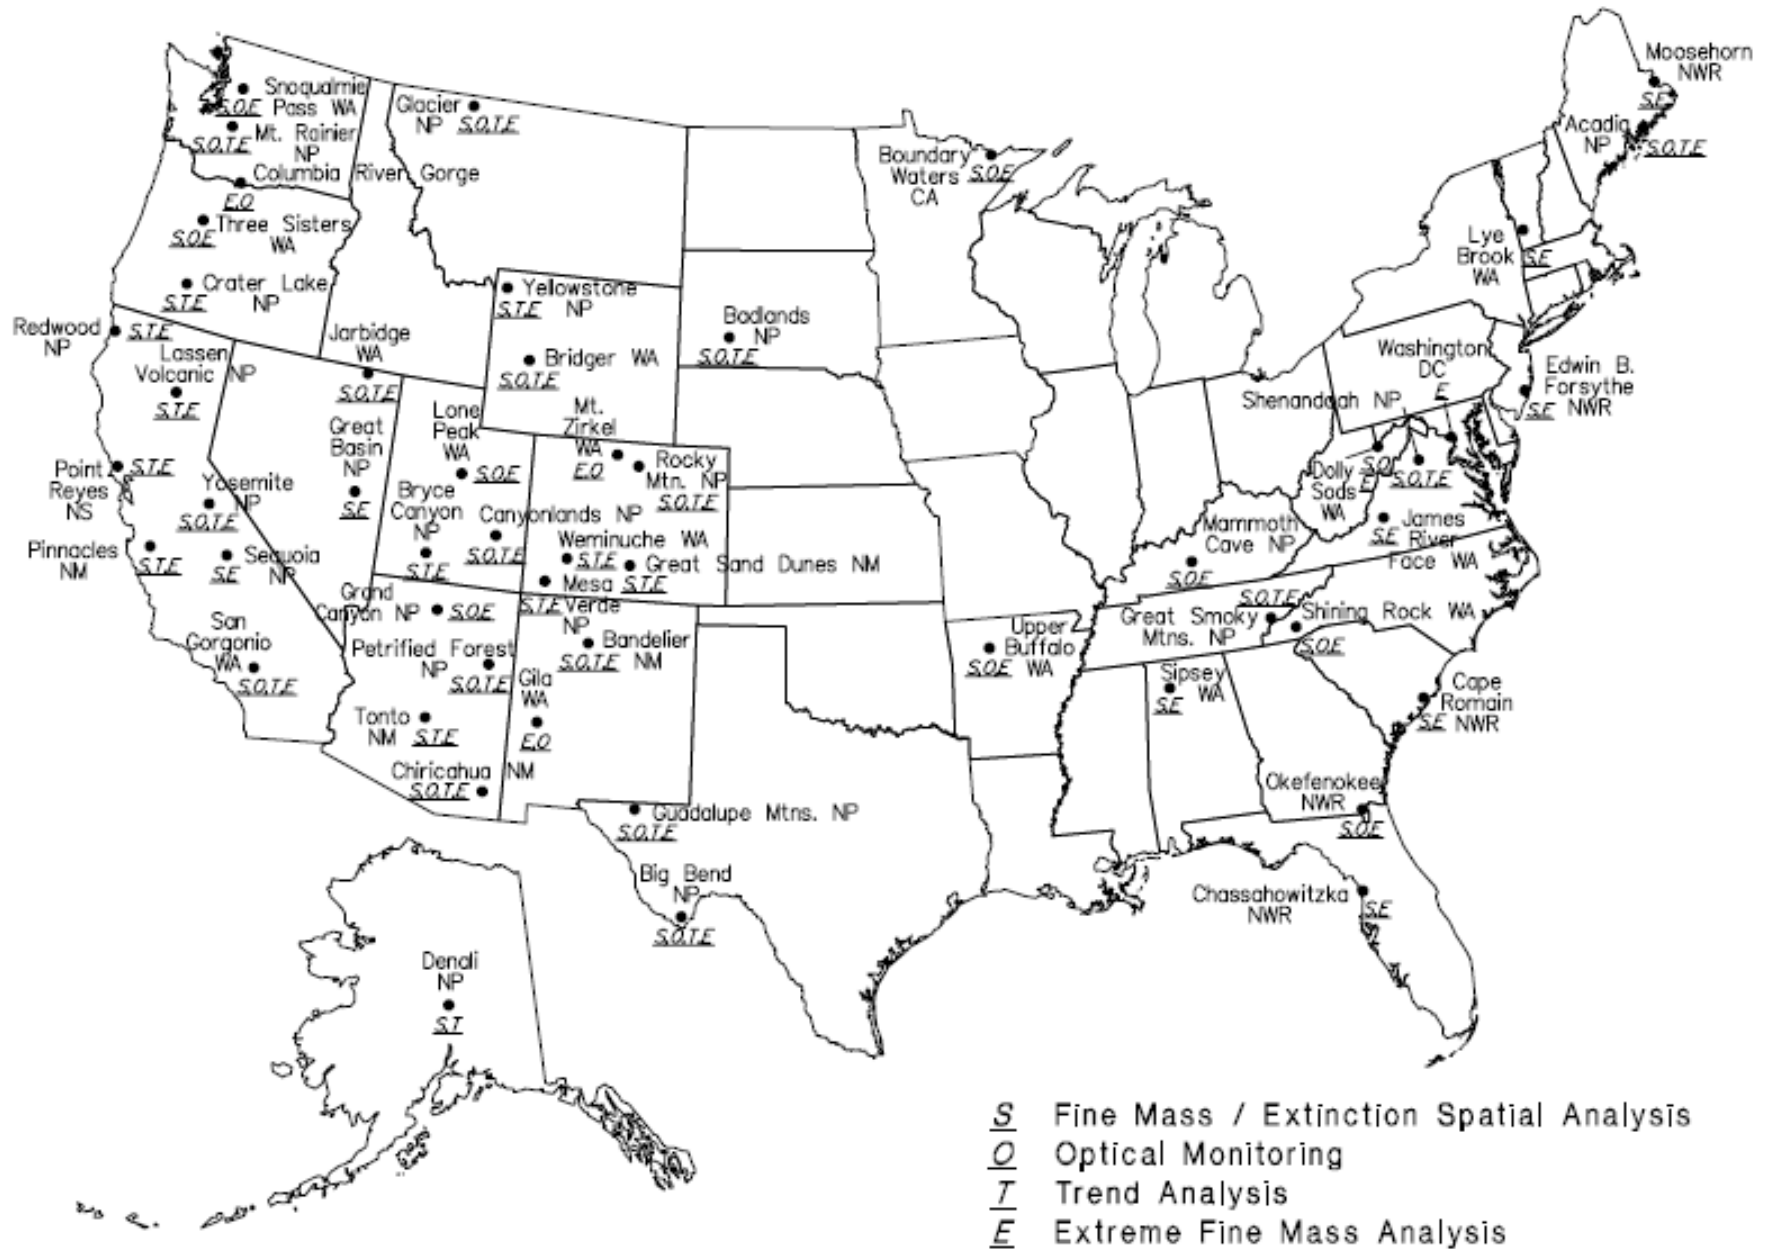 Moosehorn
NWR
S,E
Snoqualmie
S,O,E Pass WA
Glacier
NP S,O,T,E
Mt. Rainier
NP
S,O,T,E
Acadia
NP
S,O,T,E
Boundary
Waters S,O,E
CA
Columbia River Gorge
E,O
Three Sisters
WA
S,O,E
Lye
Brook S,E
WA
Crater Lake
NP
S,T,E
Yellowstone
NP
S,T,E
Redwood S,T,E
NP
Jarbidge
WA
S,O,T,E
Badlands
NP
S,O,T,E
Lassen
Volcanic NP
S,T,E
Bridger WA
S,O,T,E
Washington
DC
E
Edwin B.
Forsythe
S,E NWR
Shenandoah NP
S,O,T,E
Mt.
Zirkel
WA
E,O
Lone
Peak
WA
S,O,E
Great
Basin
NP
S,E
Rocky
Mtn. NP
S,O,T,E
Point S,T,E
Reyes
NS
Yosemite
NP
S,O,T,E
Dolly S,O
Sods E
WA
Bryce
Canyon
NP
S,T,E
Canyonlands NP
S,O,T,E
James
S,E River
Face WA
Mammoth
Cave NP
S,O,E
Pinnacles
NM S,T,E
Sequoia
S,E NP
Weminuche WA
S,T,E
Great Sand Dunes NM
S,T,E
Mesa
S,T,E Verde
NP
Grand
Canyon NP S,O,E
S,O,T,E
Great Smoky
Mtns. NP
Shining Rock WA
S,O,E
San
Gorgonio
WA
S,O,T,E
Petrified Forest
NP
S,O,T,E
Bandelier
S,O,T,E NM
Upper
Buffalo
S,O,E WA
Gila
WA
E,O
Sipsey
S,E WA
Cape
Romain
S,E NWR
Tonto
NM S,T,E
Chiricahua NM
S,O,T,E
Okefenokee
NWR
S,O,E
Guadalupe Mtns. NP
S,O,T,E
Big Bend
NP
S,O,T,E
Chassahowitzka
NWR S,E
Denali
NP
S,T
S Fine Mass / Extinction Spatial Analysis
O Optical Monitoring
T Trend Analysis
E Extreme Fine Mass Analysis